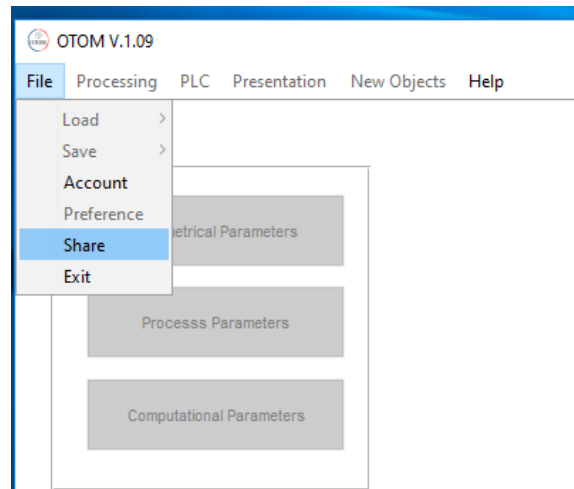 OTOM V.1.09
File Processing PLC Presentation New Objects Help
Load
Save
Account
Preference
Share
Exit
etrical Parameters
Processs Parameters
Computational Parameters